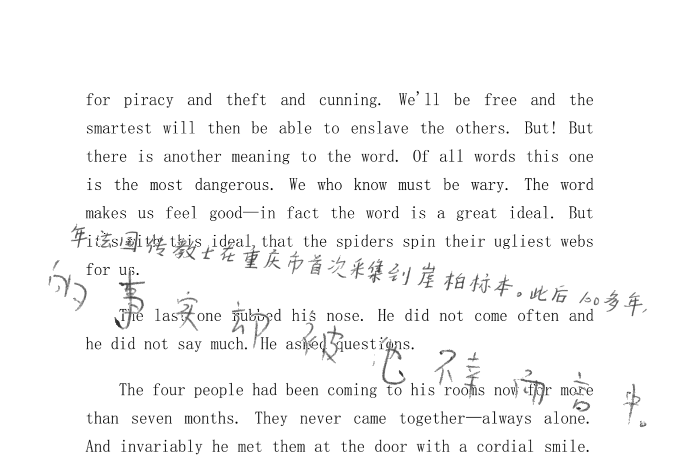 for piracy and theft and cunning. We'll be free and the
smartest will then be able to enslave the others. But! But
there is another meaning to the word. Of all words this one
is the most dangerous. We who know must be wary. The word
makes us feel good—in fact the word is a great ideal. But
it's with this ideal that the spiders spin their ugliest webs
for us.
年法国传教士在重庆市首次采集到崖柏标本。此后100多年,
的事实却被他不幸而言中。
The last one rubbed his nose. He did not come often and
he did not say much. He asked questions.
The four people had been coming to his rooms now for more
than seven months. They never came together—always alone.
And invariably he met them at the door with a cordial smile.